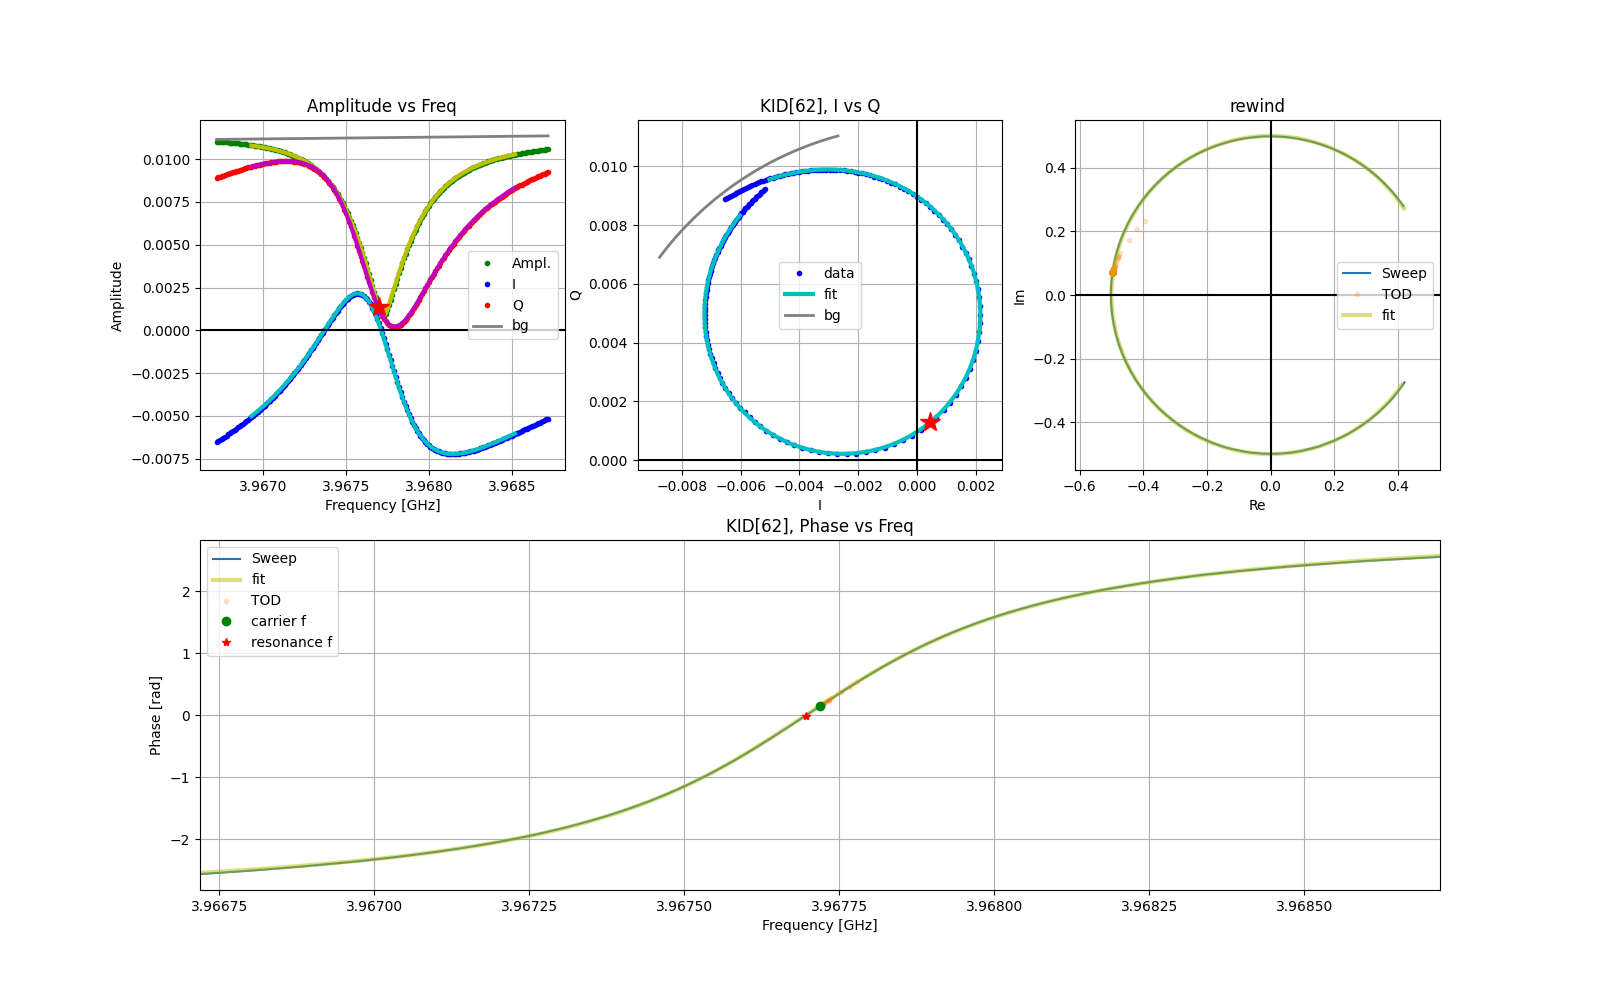 Amplitude vs Freq
Amplitude
0.0100
0.0075
0.0050
0.0025
0.0000
−0.0025
−0.0050
−0.0075
Ampl.
I
Q
bg
3.9670 3.9675 3.9680 3.9685
Frequency [GHz]
KID[62], I vs Q
Q
0.010
0.008
0.006
0.004
0.002
0.000
data
fit
bg
−0.008 −0.006 −0.004 −0.002 0.000 0.002
I
rewind
Im
0.4
0.2
0.0
−0.2
−0.4
Sweep
TOD
fit
−0.6 −0.4 −0.2 0.0 0.2 0.4
Re
KID[62], Phase vs Freq
Phase [rad]
2
1
0
−1
−2
Sweep
fit
TOD
carrier f
resonance f
3.96675 3.96700 3.96725 3.96750 3.96775 3.96800 3.96825 3.96850
Frequency [GHz]